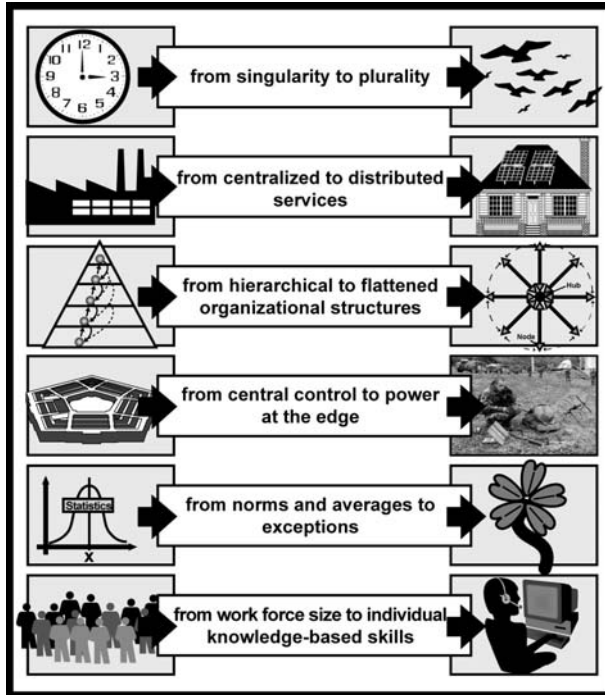 12
11
1
10
2
9
3
8
4
7
5
6
from singularity to plurality
from centralized to distributed
services
from hierarchical to flattened
organizational structures
Hub
Node
from central control to power
at the edge
Statistics
X
from norms and averages to
exceptions
from work force size to individual
knowledge-based skills